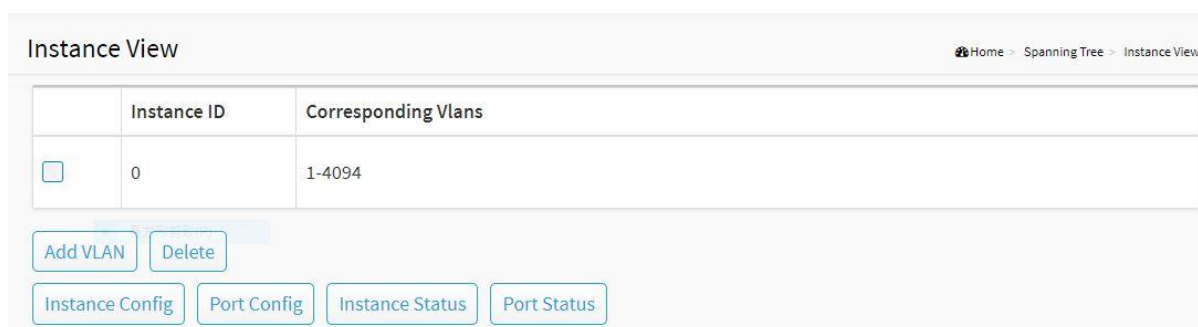 Instance View
Home > Spanning Tree > Instance View
Instance ID Corresponding Vlans
0 1-4094
Add VLAN Delete
Instance Config Port Config Instance Status Port Status